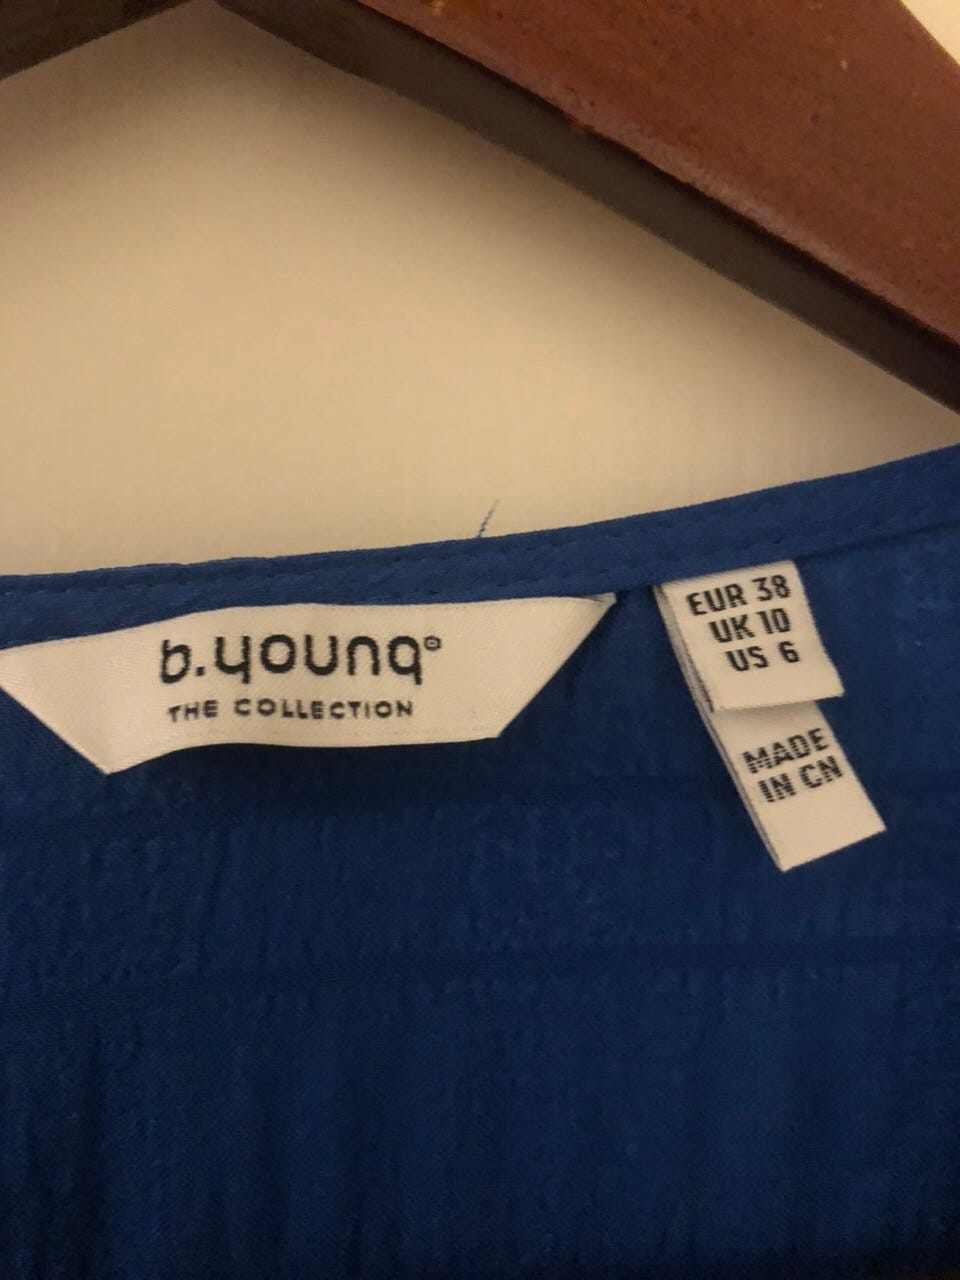 b.young®
THE COLLECTION
EUR 38
UK 10
US 6
MADE
IN CN